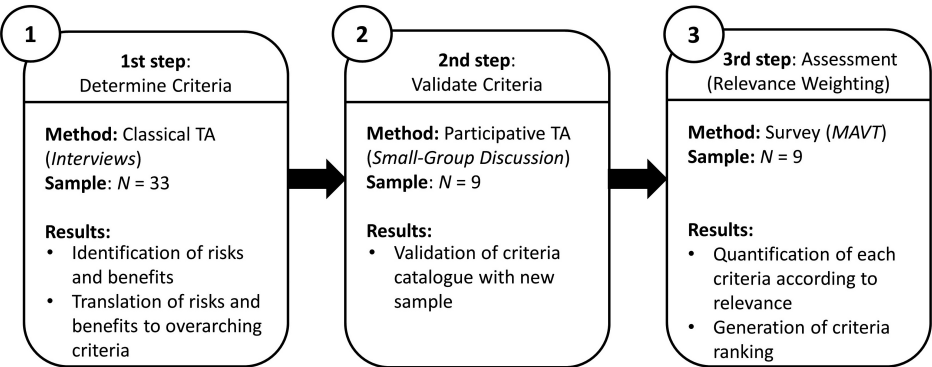 1
1st step:
Determine Criteria
Method: Classical TA
(Interviews)
Sample: N = 33
Results:
• Identification of risks
and benefits
• Translation of risks and
benefits to overarching
criteria
2
2nd step:
Validate Criteria
Method: Participative TA
(Small-Group Discussion)
Sample: N = 9
Results:
• Validation of criteria
catalogue with new
sample
3
3rd step: Assessment
(Relevance Weighting)
Method: Survey (MAVT)
Sample: N = 9
Results:
• Quantification of each
criteria according to
relevance
• Generation of criteria
ranking